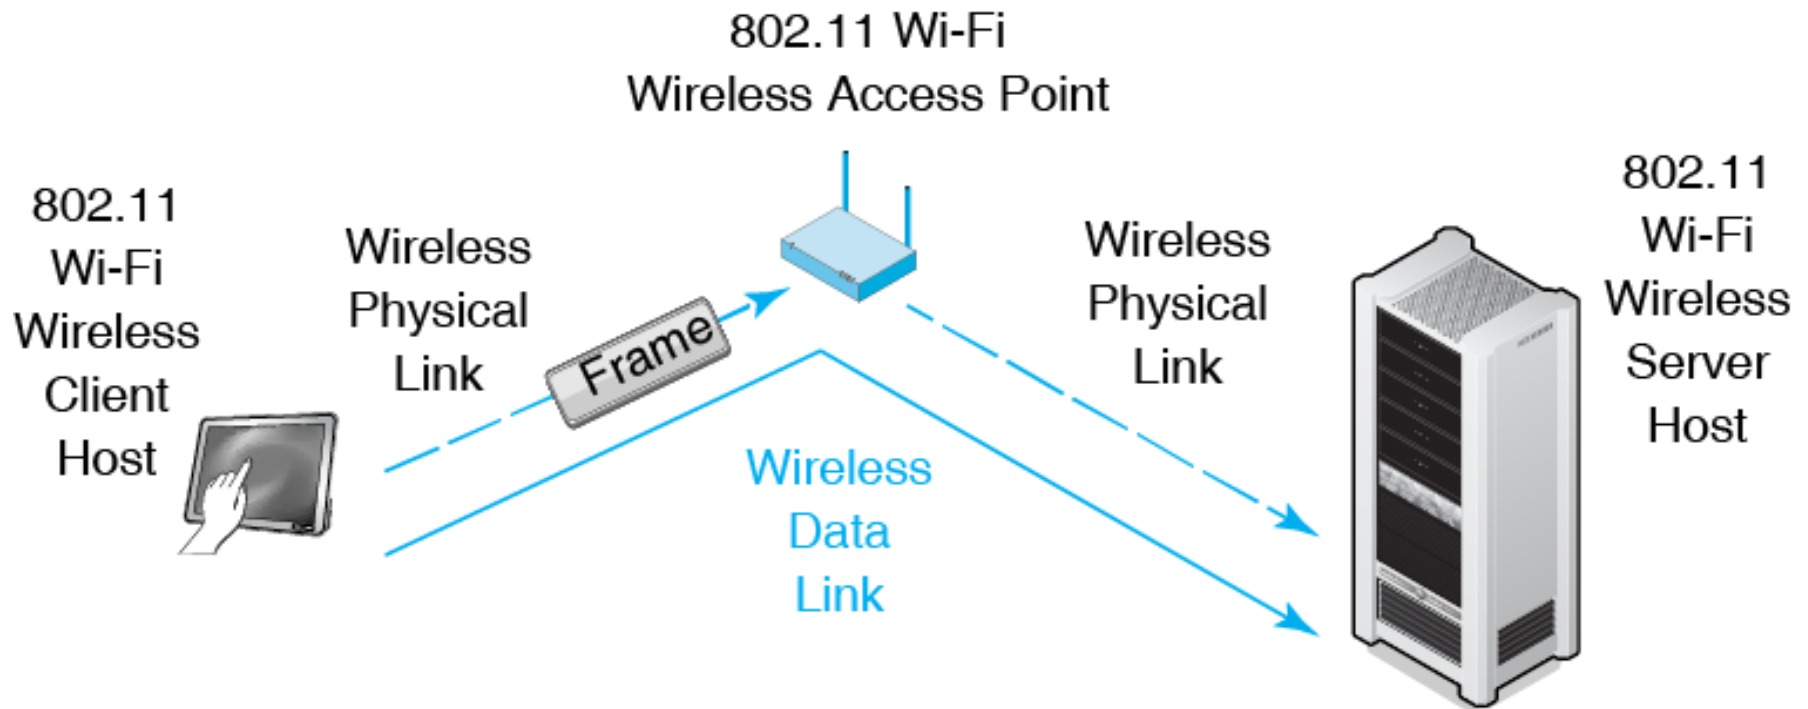 802.11 Wi-Fi
Wireless Access Point
802.11
Wi-Fi
Wireless
Client
Host
Wireless
Physical
Link
Frame
Wireless
Data
Link
Wireless
Physical
Link
802.11
Wi-Fi
Wireless
Server
Host